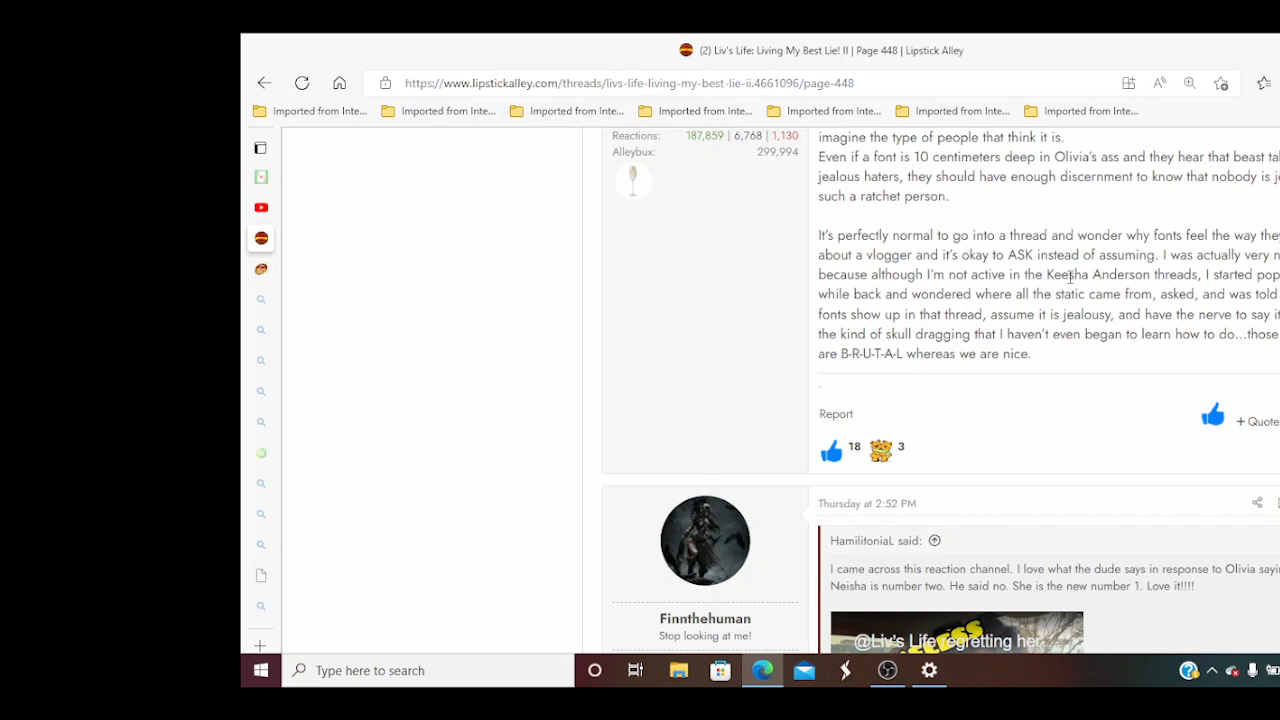 (2) Liv's Life: Living My Best Lie! II | Page 448 | Lipstick Alley
https://www.lipstickalley.com/threads/livs-life-living-my-best-lie-ii.4661096/page-448
Imported from Inte... Imported from Inte... Imported from Inte... Imported from Inte... Imported from Inte... Imported from Inte... Imported from Inte...
Reactions: 187,859 | 6,768 | 1,130
Alleybux: 299,994
imagine the type of people that think it is.
Even if a font is 10 centimeters deep in Olivia's ass and they hear that beast
jealous haters, they should have enough discernment to know that nobody is
such a ratchet person.
It's perfectly normal to go into a thread and wonder why fonts feel the way they
about a vlogger and it's okay to ASK instead of assuming. I was actually very
because although I'm not active in the Keesha Anderson threads, I started
while back and wondered where all the static came from, asked, and was told
fonts show up in that thread, assume it is jealousy, and have the nerve to say
the kind of skull dragging that I haven't even began to learn how to do...those
are B-R-U-T-A-L whereas we are nice.
.
Report
+ Quote
18 3
Thursday at 2:52 PM
HamilitoniaL said:
I came across this reaction channel. I love what the dude says in response to Olivia
Neisha is number two. He said no. She is the new number 1. Love it!!!!
Finnthehuman
Stop looking at me!
@Liv's Life regretting her
Type here to search